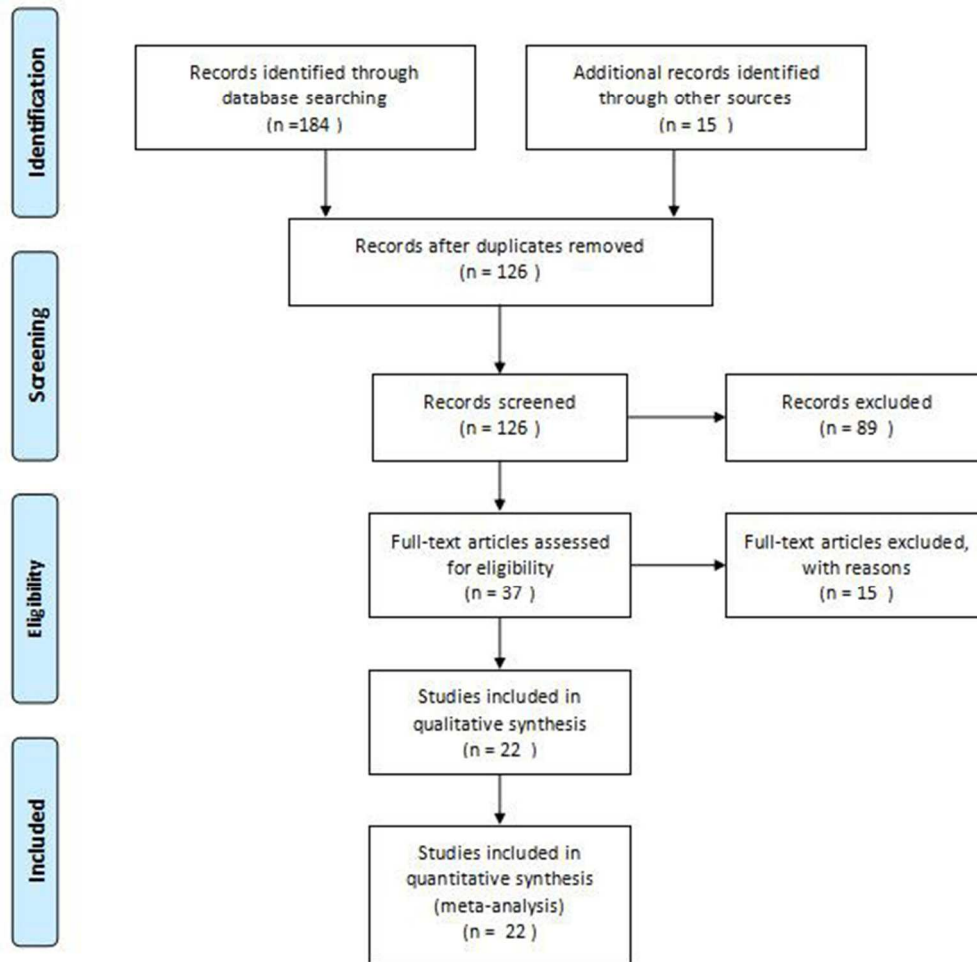 Identification
Records identified through
database searching
(n =184 )
Additional records identified
through other sources
(n = 15 )
Records after duplicates removed
(n = 126 )
Screening
Records screened
(n = 126 )
Records excluded
(n = 89 )
Eligibility
Full-text articles assessed
for eligibility
(n = 37 )
Full-text articles excluded,
with reasons
(n = 15 )
Studies included in
qualitative synthesis
(n = 22 )
Included
Studies included in
quantitative synthesis
(meta-analysis)
(n = 22 )